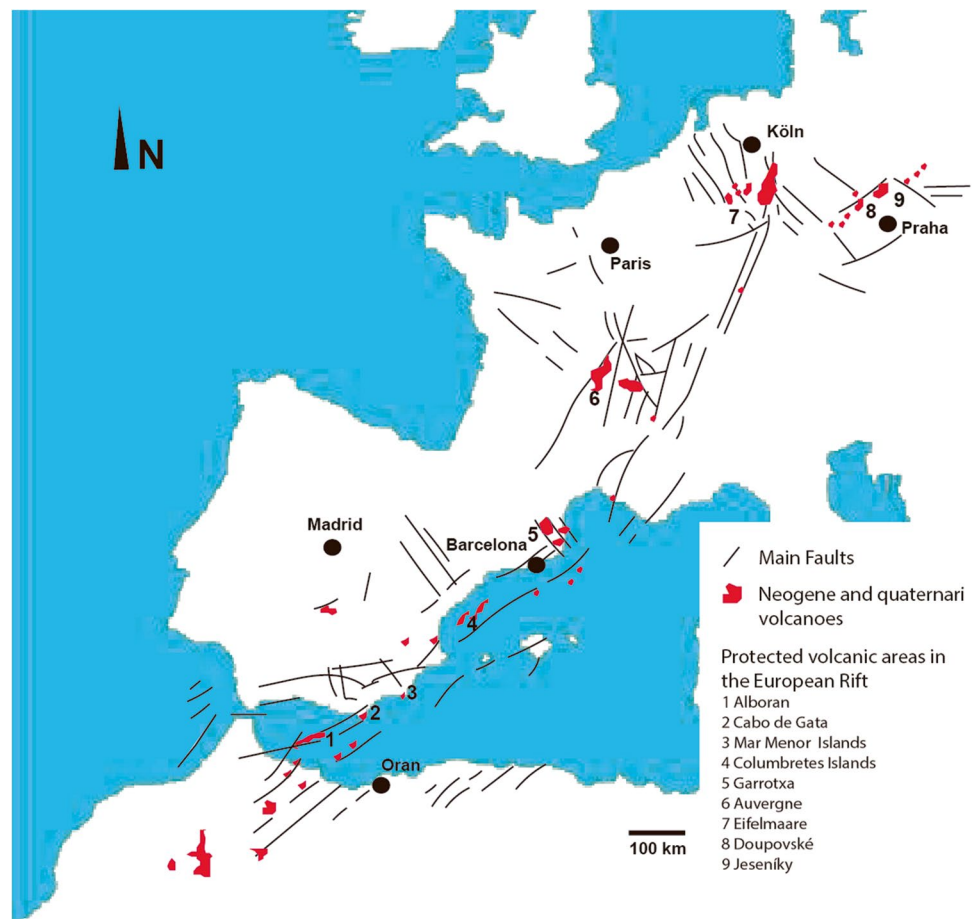 N
Köln
7
8
9
Praha
Paris
6
Madrid
Barcelona
5
4
3
2
1
Oran
100 km
Main Faults
Neogene and quaternari
volcanoes
Protected volcanic areas in
the European Rift
1 Alboran
2 Cabo de Gata
3 Mar Menor Islands
4 Columbretes Islands
5 Garrotxa
6 Auvergne
7 Eifelmaare
8 Doupovské
9 Jeseníky